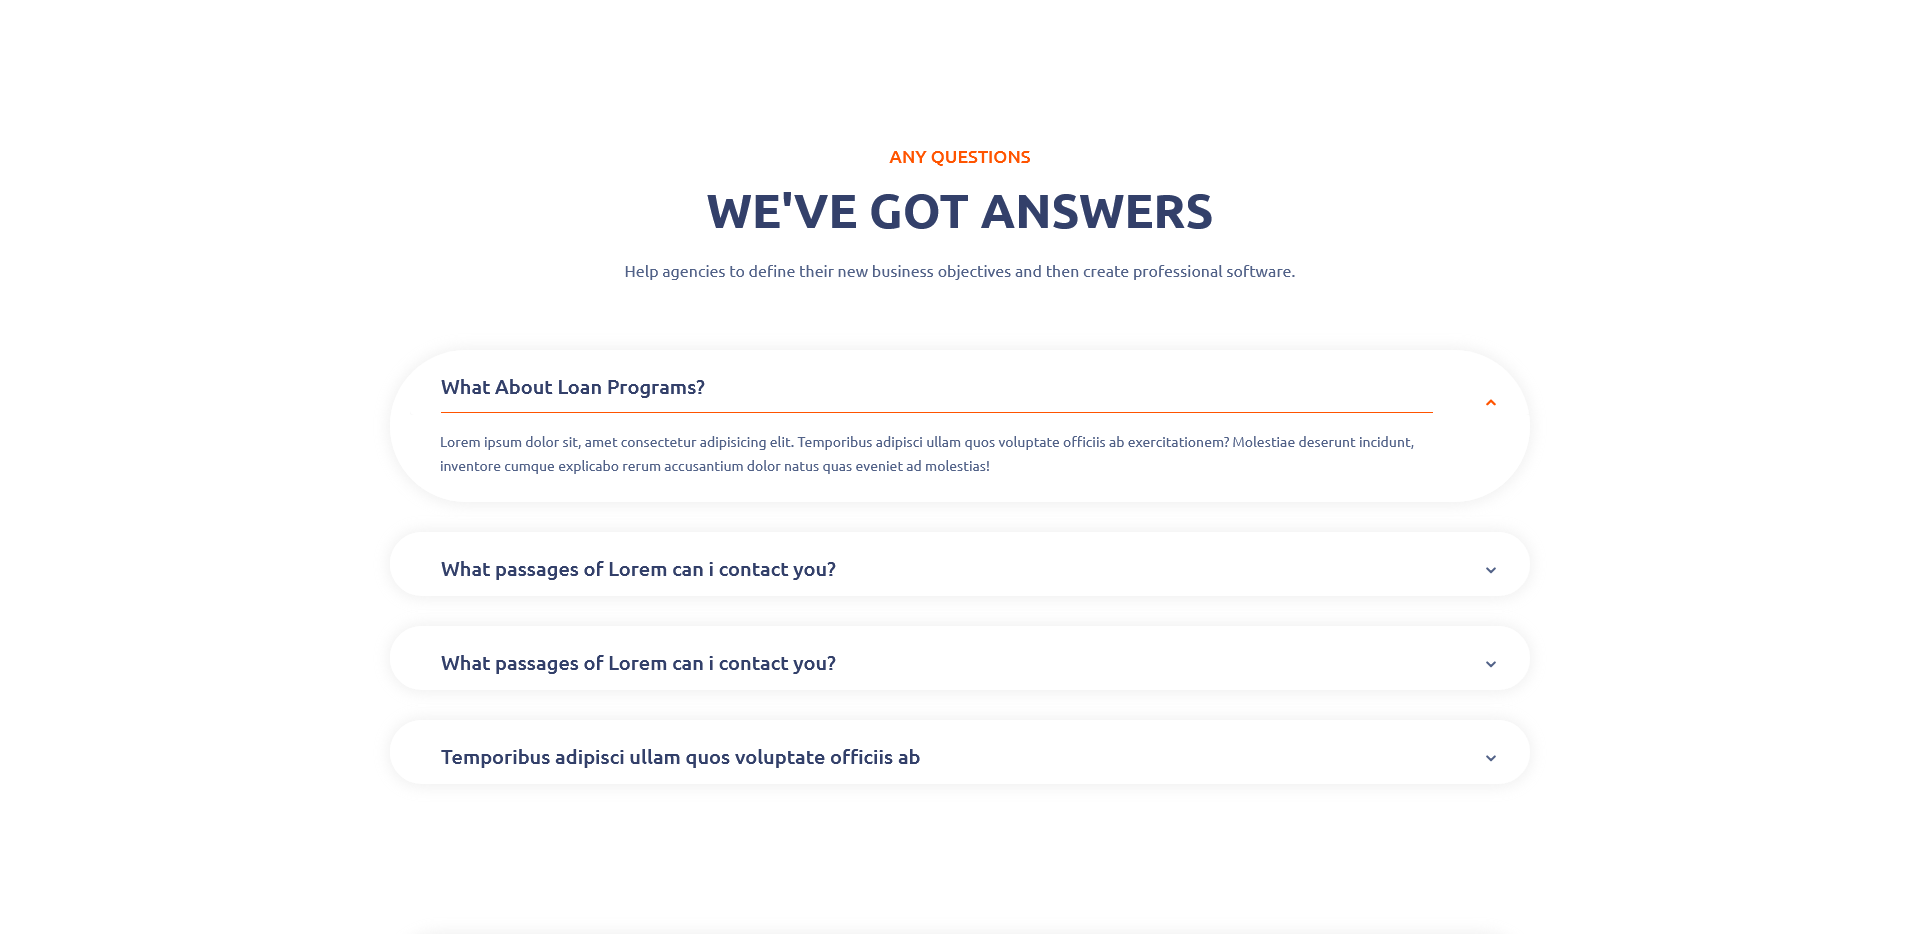 ANY QUESTIONS
WE'VE GOT ANSWERS
Help agencies to define their new business objectives and then create professional software.
What About Loan Programs?
Lorem ipsum dolor sit, amet consectetur adipisicing elit. Temporibus adipisci ullam quos voluptate officiis ab exercitationem? Molestiae deserunt incidunt,
inventore cumque explicabo rerum accusantium dolor natus quas eveniet ad molestias!
What passages of Lorem can i contact you?
What passages of Lorem can i contact you?
Temporibus adipisci ullam quos voluptate officiis ab